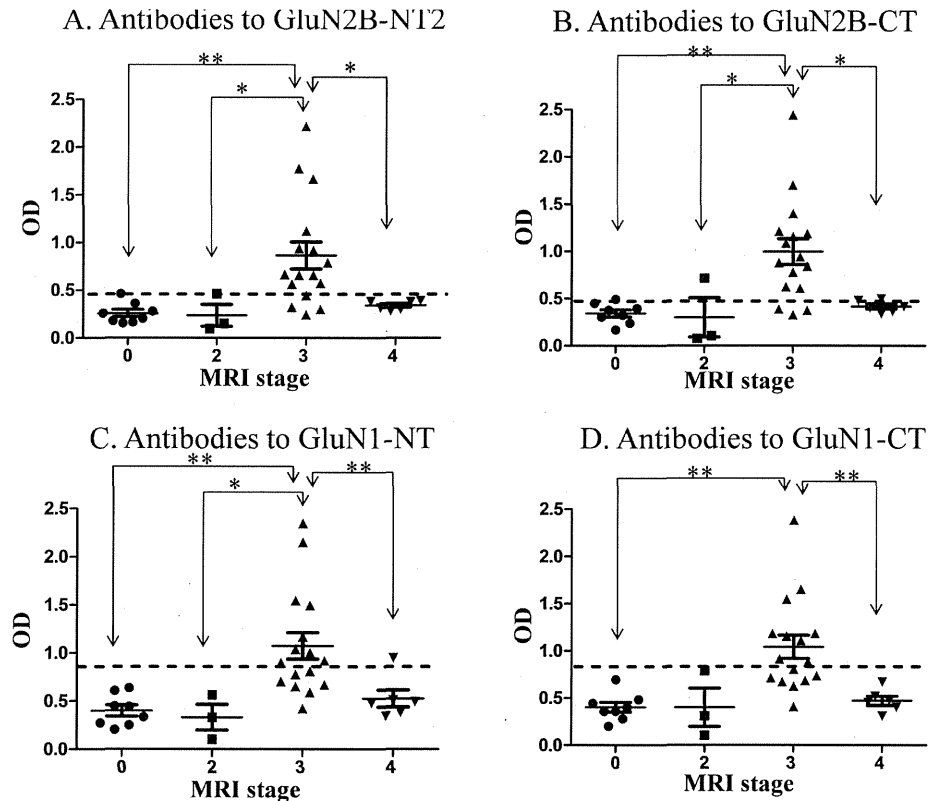 A. Antibodies to GluN2B-NT2
**
*
*
2.5
2.0
1.5
1.0
0.5
0.0
OD
0 2 3 4
MRI stage
B. Antibodies to GluN2B-CT
**
*
*
2.5
2.0
1.5
1.0
0.5
0.0
OD
0 2 3 4
MRI stage
C. Antibodies to GluN1-NT
**
**
*
2.5
2.0
1.5
1.0
0.5
0.0
OD
0 2 3 4
MRI stage
D. Antibodies to GluN1-CT
**
**
2.5
2.0
1.5
1.0
0.5
0.0
OD
0 2 3 4
MRI stage